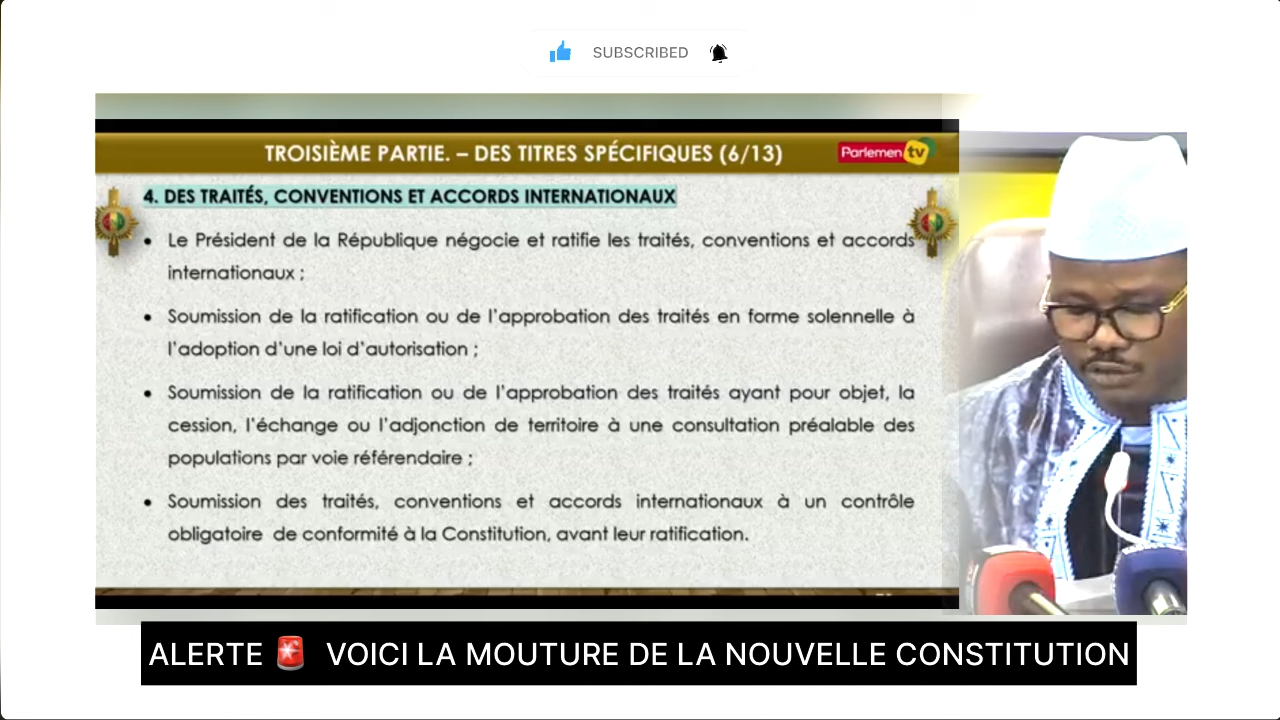 SUBSCRIBED
TROISIÈME PARTIE. – DES TITRES SPÉCIFIQUES (6/13)
Parlemen tv
4. DES TRAITÉS, CONVENTIONS ET ACCORDS INTERNATIONAUX
• Le Président de la République négocie et ratifie les traités, conventions et accords
internationaux ;
• Soumission de la ratification ou de l'approbation des traités en forme solennelle à
l'adoption d'une loi d'autorisation ;
• Soumission de la ratification ou de l'approbation des traités ayant pour objet, la
cession, l'échange ou l'adjonction de territoire à une consultation préalable des
populations par voie référendaire ;
• Soumission des traités, conventions et accords internationaux à un contrôle
obligatoire de conformité à la Constitution, avant leur ratification.
ALERTE 🚨 VOICI LA MOUTURE DE LA NOUVELLE CONSTITUTION